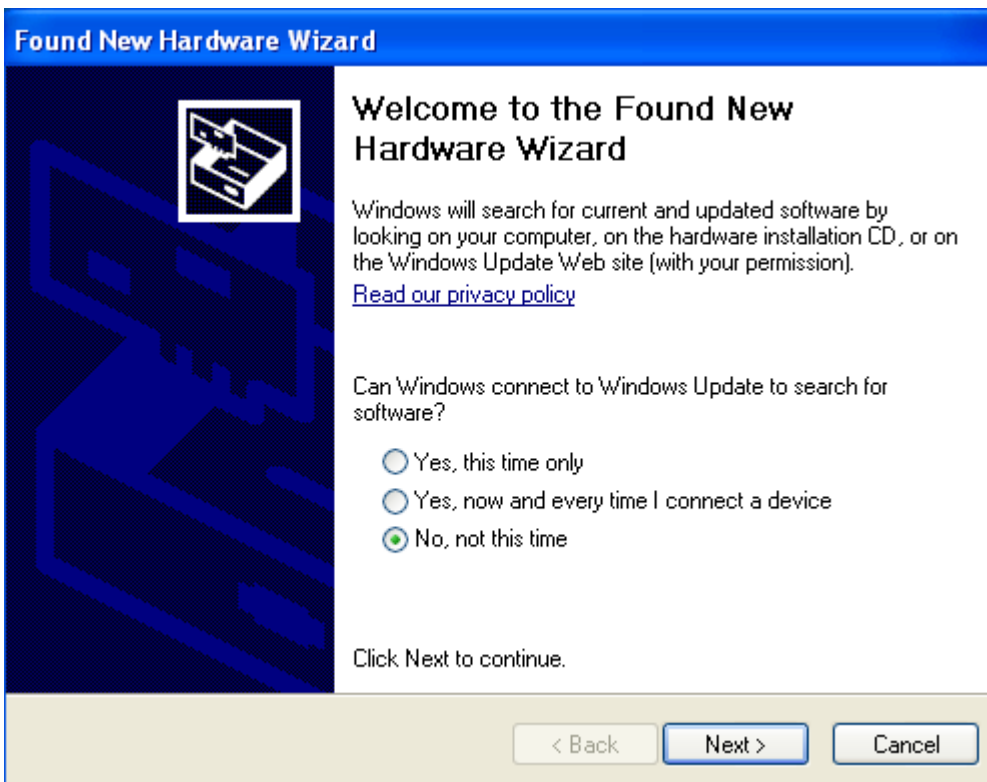 Found New Hardware Wizard
Welcome to the Found New
Hardware Wizard
Windows will search for current and updated software by
looking on your computer, on the hardware installation CD, or on
the Windows Update Web site (with your permission).
Read our privacy policy
Can Windows connect to Windows Update to search for
software?
Yes, this time only
Yes, now and every time I connect a device
No, not this time
Click Next to continue.
< Back Next > Cancel